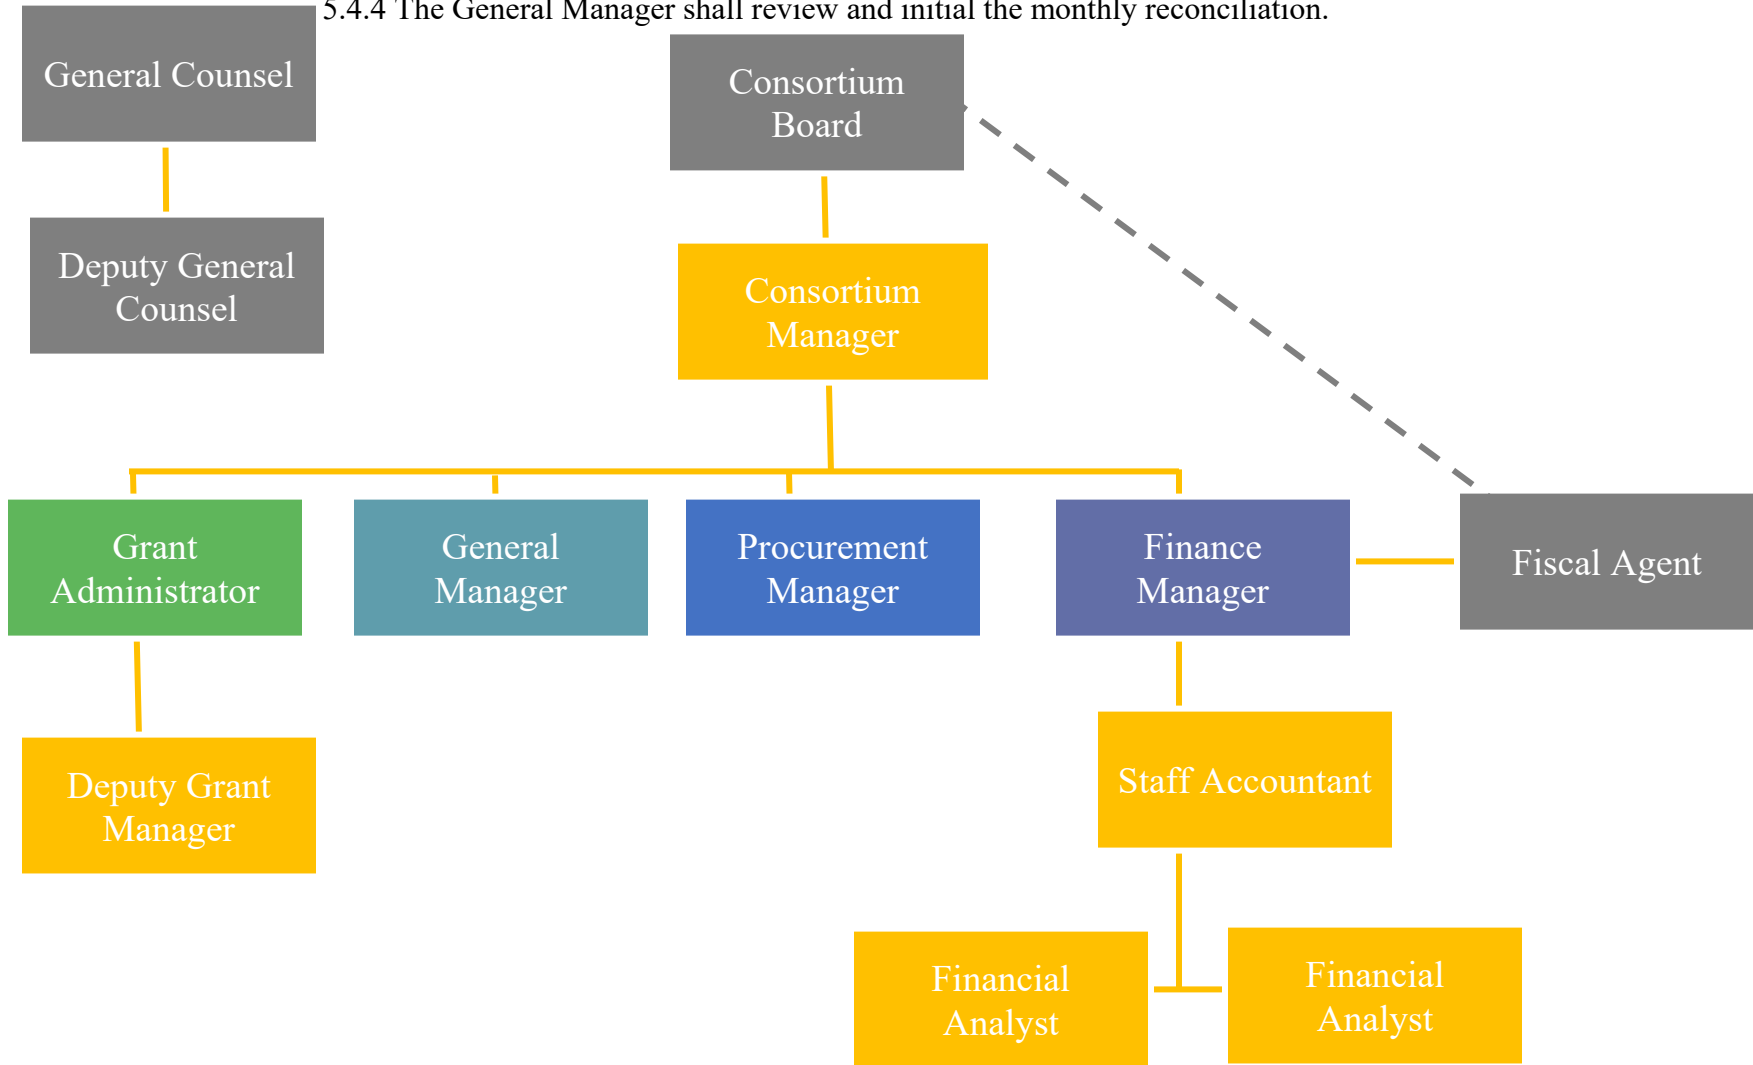 5.4.4 The General Manager shall review and initial the monthly reconciliation.
General Counsel
Consortium
Board
Deputy General
Counsel
Consortium
Manager
Grant
Administrator
General
Manager
Procurement
Manager
Finance
Manager
Fiscal Agent
Deputy Grant
Manager
Staff Accountant
Financial
Analyst
Financial
Analyst